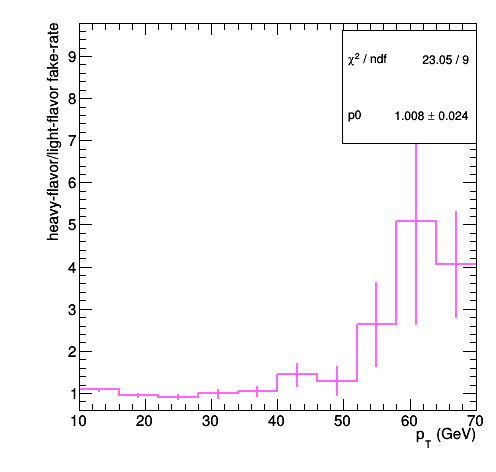 heavy-flavor/light-flavor fake-rate
χ² / ndf 23.05 / 9
p0 1.008 ± 0.024
9
8
7
6
5
4
3
2
1
10 20 30 40 50 60 70
p_T (GeV)